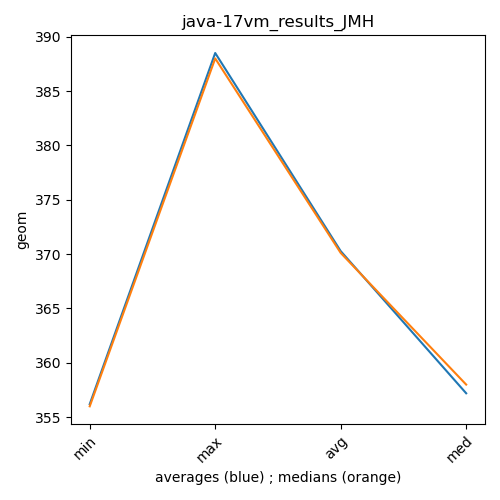 java-17vm_results_JMH
geom
390
385
380
375
370
365
360
355
min
max
avg
med
averages (blue) ; medians (orange)